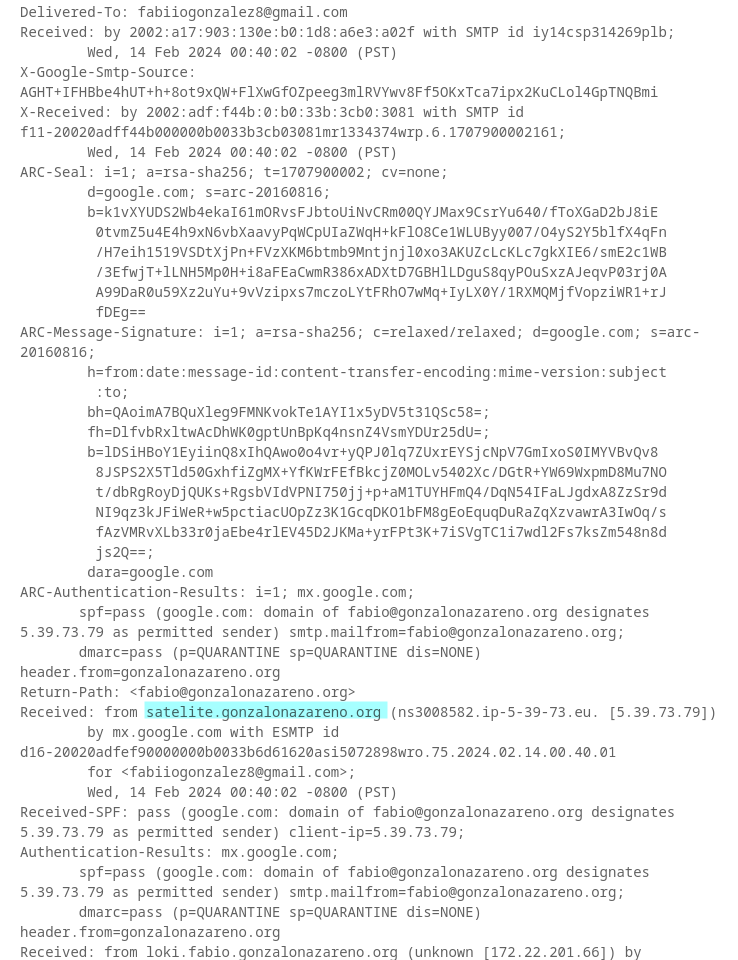 Delivered-To: fabiiogonzalez8@gmail.com
Received: by 2002:a17:903:130e:b0:1d8:a6e3:a02f with SMTP id iy14csp314269plb;
Wed, 14 Feb 2024 00:40:02 -0800 (PST)
X-Google-Smtp-Source:
AGHT+IFHBbe4hUT+h+8ot9xQW+FlXwGfOZpeeg3mlRVYwv8Ff5OKxTca7ipx2KuCLol4GpTNQBmi
X-Received: by 2002:adf:f44b:0:b0:33b:3cb0:3081 with SMTP id
f11-20020adff44b000000b0033b3cb03081mr1334374wrp.6.1707900002161;
Wed, 14 Feb 2024 00:40:02 -0800 (PST)
ARC-Seal: i=1; a=rsa-sha256; t=1707900002; cv=none;
d=google.com; s=arc-20160816;
b=k1vXYUDS2Wb4ekaI61mORvsFJbtoUiNvCRm00QYJMax9CsrYu640/fToXGaD2bJ8iE
0tvmZ5u4E4h9xN6vbXaavyPqWCpUIaZWqH+kFlO8Ce1WLUByy007/O4yS2Y5blfX4qFn
/H7eih1519VSDtXjPn+FVzXKM6btmb9Mntjnjl0xo3AKUZcLcKLc7gkXIE6/smE2c1WB
/3EfwjT+lLNH5Mp0H+i8aFEaCwmR386xADXtD7GBHlLDguS8qyPOuSxzAJeqvP03rj0A
A99DaR0u59Xz2uYu+9vVzipxs7mczoLYtFRhO7wMq+IyLX0Y/1RXMQMjfVopziWR1+rJ
fDEg==
ARC-Message-Signature: i=1; a=rsa-sha256; c=relaxed/relaxed; d=google.com; s=arc-
20160816;
h=from:date:message-id:content-transfer-encoding:mime-version:subject
:to;
bh=QAoimA7BQuXleg9FMNKvokTe1AYI1x5yDV5t31QSc58=;
fh=DlfvbRxltwAcDhWK0gptUnBpKq4nsnZ4VsmYDUr25dU=;
b=lDSiHBoY1EyiinQ8xIhQAwo0o4vr+yQPJ0lq7ZUxrEYSjcNpV7GmIxoS0IMYVBvQv8
8JSPS2X5Tld50GxhfiZgMX+YfKWrFEfBkcjZ0MOLv5402Xc/DGtR+YW69WxpmD8Mu7NO
t/dbRgRoyDjQUKs+RgsbVIdVPNI750jj+p+aM1TUYHFmQ4/DqN54IFaLJgdxA8ZzSr9d
NI9qz3kJFiWeR+w5pctiacUOpZz3K1GcqDKO1bFM8gEoEquqDuRaZqXzvawrA3IwOq/s
fAzVMRvXLb33r0jaEbe4rlEV45D2JKMa+yrFPt3K+7iSVgTC1i7wdl2Fs7ksZm548n8d
js2Q==;
dara=google.com
ARC-Authentication-Results: i=1; mx.google.com;
spf=pass (google.com: domain of fabio@gonzalonazareno.org designates
5.39.73.79 as permitted sender) smtp.mailfrom=fabio@gonzalonazareno.org;
dmarc=pass (p=QUARANTINE sp=QUARANTINE dis=NONE)
header.from=gonzalonazareno.org
Return-Path: <fabio@gonzalonazareno.org>
Received: from satelite.gonzalonazareno.org (ns3008582.ip-5-39-73.eu. [5.39.73.79])
by mx.google.com with ESMTP id
d16-20020adfef90000000b0033b6d61620asi5072898wro.75.2024.02.14.00.40.01
for <fabiiogonzalez8@gmail.com>;
Wed, 14 Feb 2024 00:40:02 -0800 (PST)
Received-SPF: pass (google.com: domain of fabio@gonzalonazareno.org designates
5.39.73.79 as permitted sender) client-ip=5.39.73.79;
Authentication-Results: mx.google.com;
spf=pass (google.com: domain of fabio@gonzalonazareno.org designates
5.39.73.79 as permitted sender) smtp.mailfrom=fabio@gonzalonazareno.org;
dmarc=pass (p=QUARANTINE sp=QUARANTINE dis=NONE)
header.from=gonzalonazareno.org
Received: from loki.fabio.gonzalonazareno.org (unknown [172.22.201.66]) by